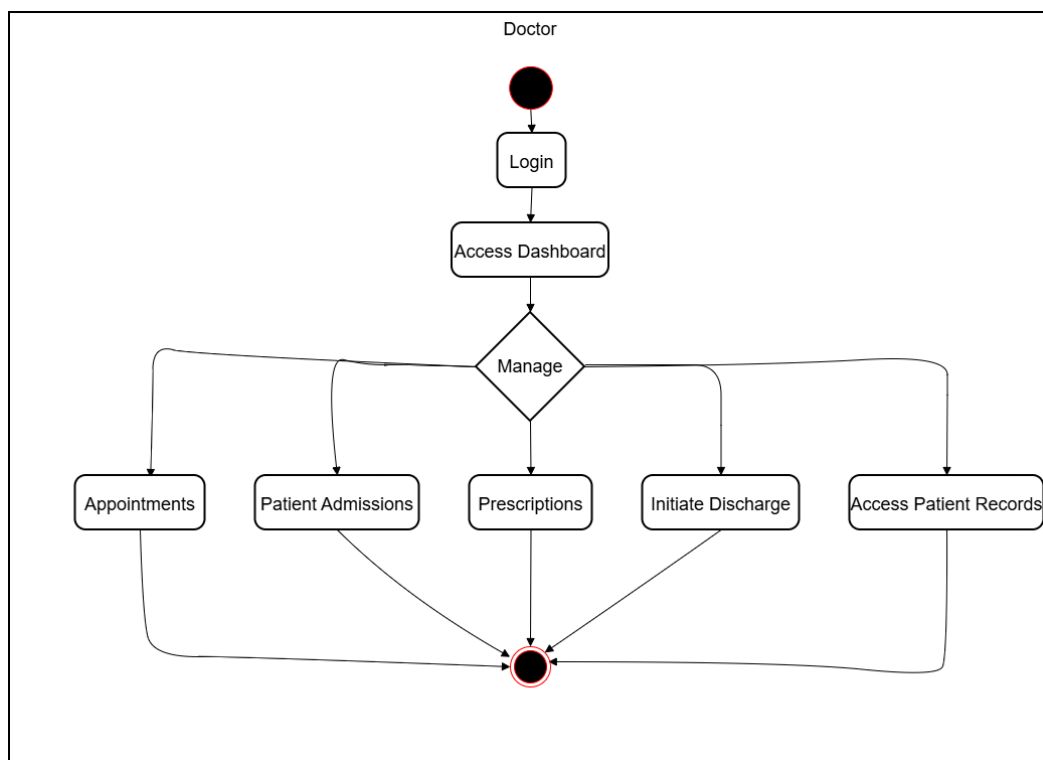 Doctor
Login
Access Dashboard
Manage
Appointments
Patient Admissions
Prescriptions
Initiate Discharge
Access Patient Records